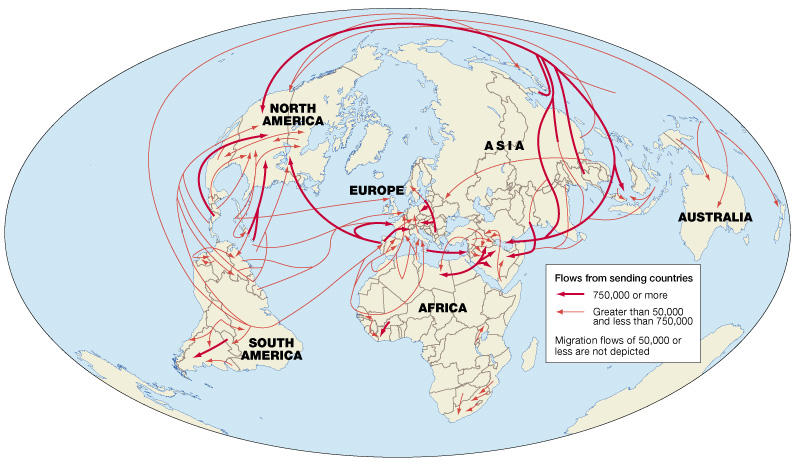 NORTH
AMERICA
ASIA
EUROPE
AUSTRALIA
AFRICA
SOUTH
AMERICA
Flows from sending countries
750,000 or more
Greater than 50,000
and less than 750,000
Migration flows of 50,000 or
less are not depicted